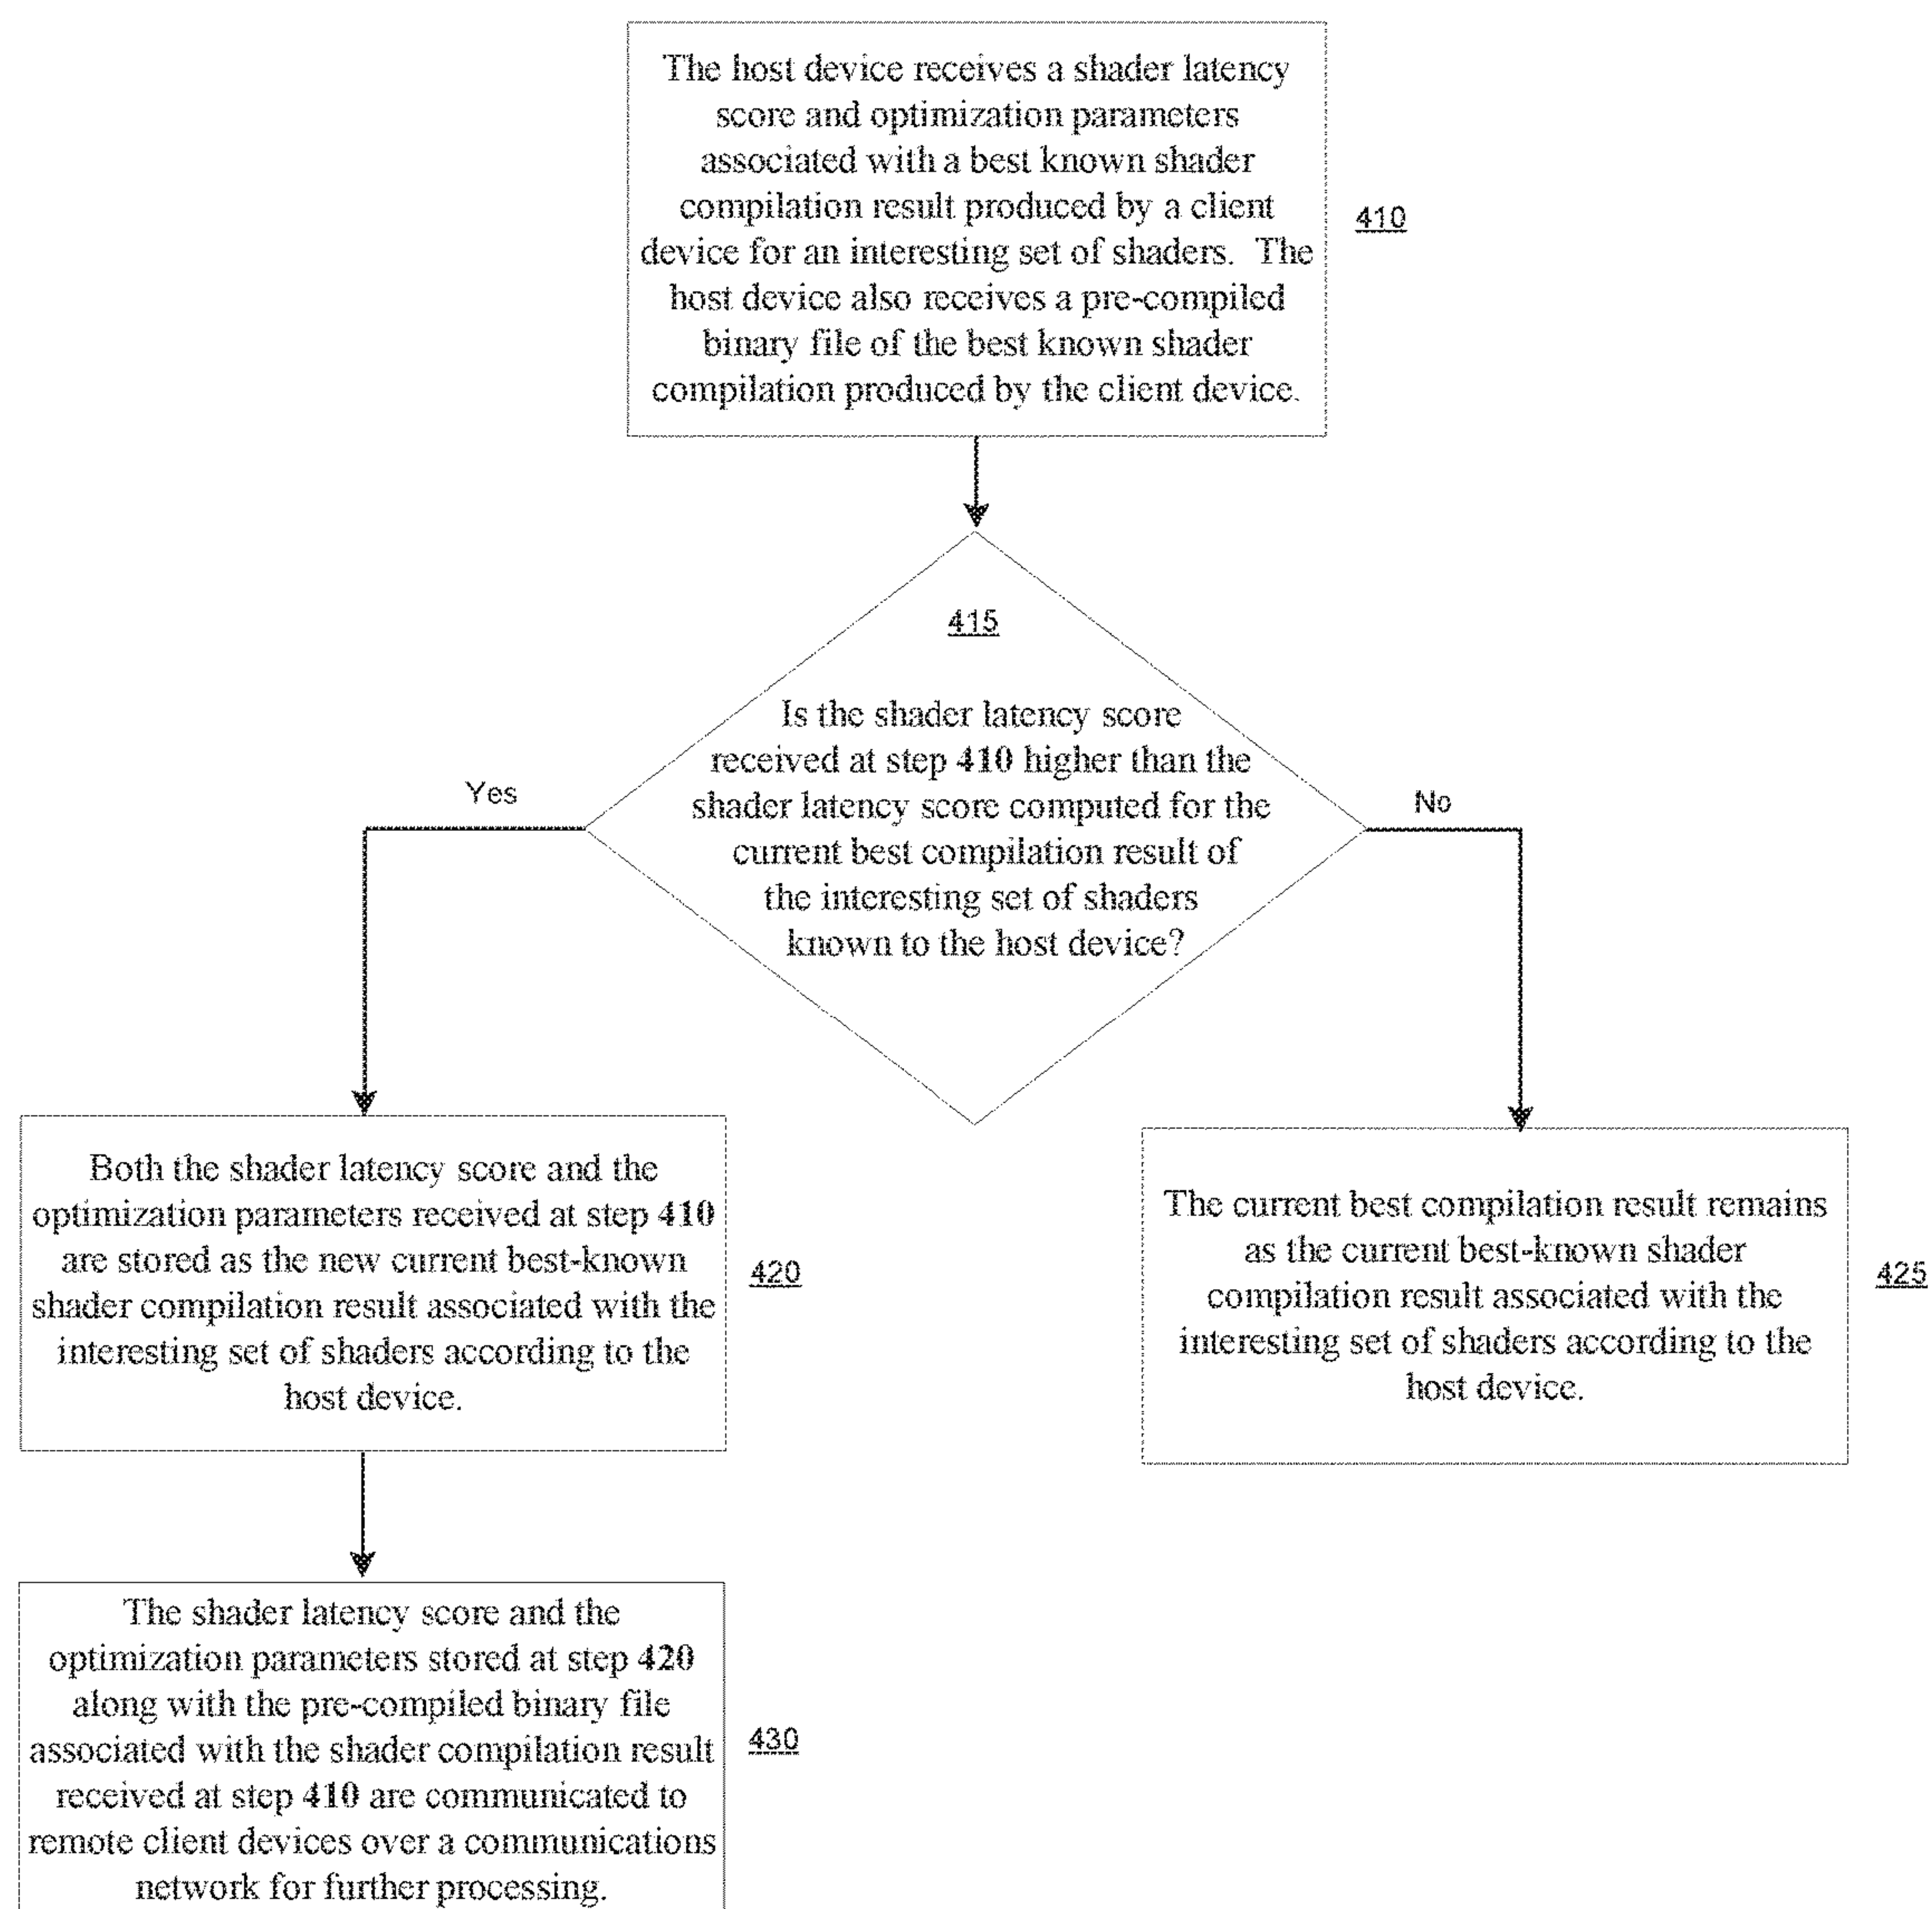 The host device receives a shader latency
score and optimization parameters
associated with a best known shader
compilation result produced by a client
device for an interesting set of shaders. The
host device also receives a pre-compiled
binary file of the best known shader
compilation produced by the client device.
410
415
Is the shader latency score
received at step 410 higher than the
shader latency score computed for the
current best compilation result of
the interesting set of shaders
known to the host device?
Yes
No
Both the shader latency score and the
optimization parameters received at step 410
are stored as the new current best-known
shader compilation result associated with the
interesting set of shaders according to the
host device.
420
The current best compilation result remains
as the current best-known shader
compilation result associated with the
interesting set of shaders according to the
host device.
425
The shader latency score and the
optimization parameters stored at step 420
along with the pre-compiled binary file
associated with the shader compilation result
received at step 410 are communicated to
remote client devices over a communications
network for further processing.
430